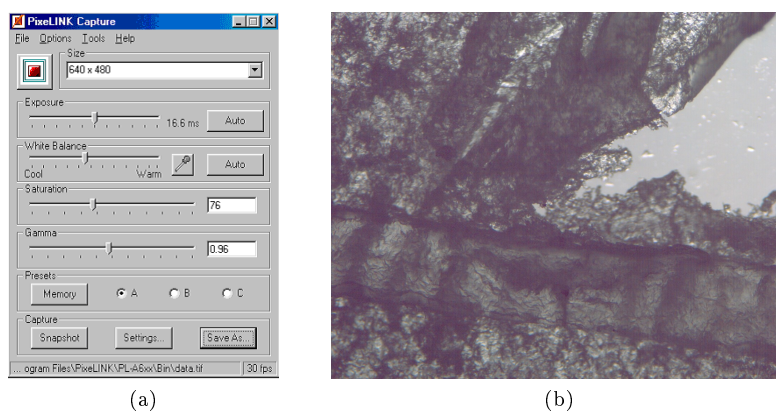 PixeLINK Capture
File Options Tools Help
Size
640 x 480
Exposure
16.6 ms Auto
White Balance
Cool Warm Auto
Saturation
76
Gamma
0.96
Presets
Memory A B C
Capture
Snapshot Settings... Save As...
... ogram Files\PixeLINK\PL-A6xx\Bin\data.tif 30 fps
(a) (b)